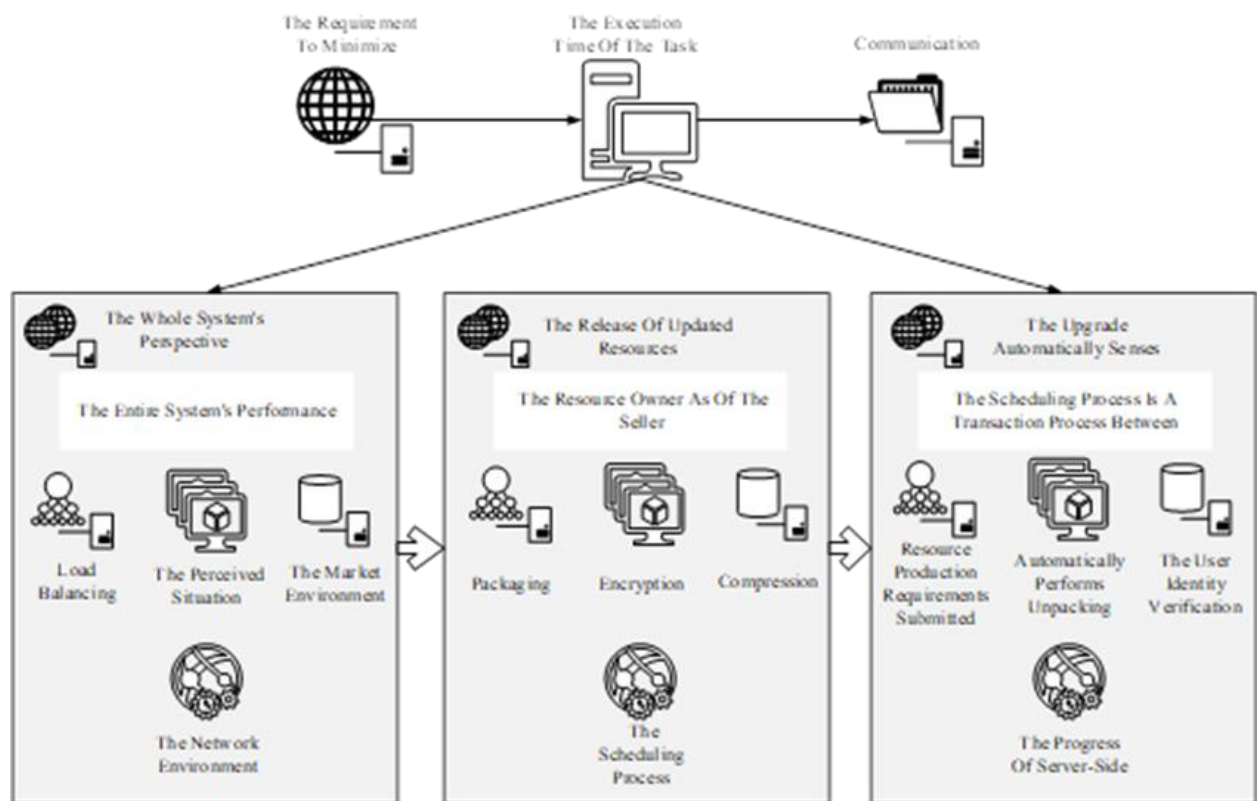 The Requirement
To Minimize
The Execution
Time Of The Task
Communication
The Whole System's
Perspective
The Entire System's Performance
Load
Balancing
The Perceived
Situation
The Market
Environment
The Network
Environment
The Release Of Updated
Resources
The Resource Owner As Of The
Seller
Packaging
Encryption
Compression
The
Scheduling
Process
The Upgrade
Automatically Senses
The Scheduling Process Is A
Transaction Process Between
Resource
Production
Requirements
Submitted
Automatically
Performs
Unpacking
The User
Identity
Verification
The Progress
Of Server-Side